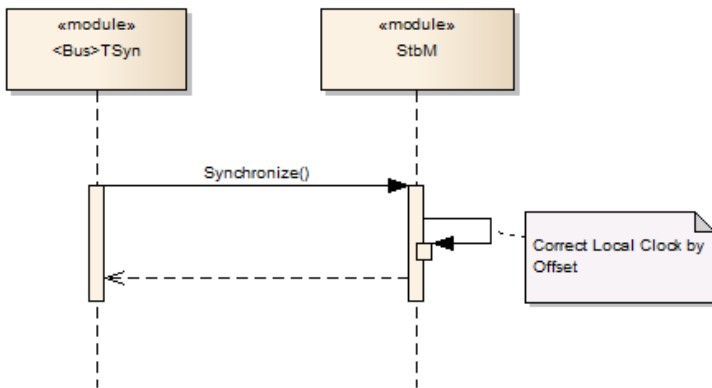 «module»
<Bus>TSyn
«module»
StbM
Synchronize()
Correct Local Clock by
Offset